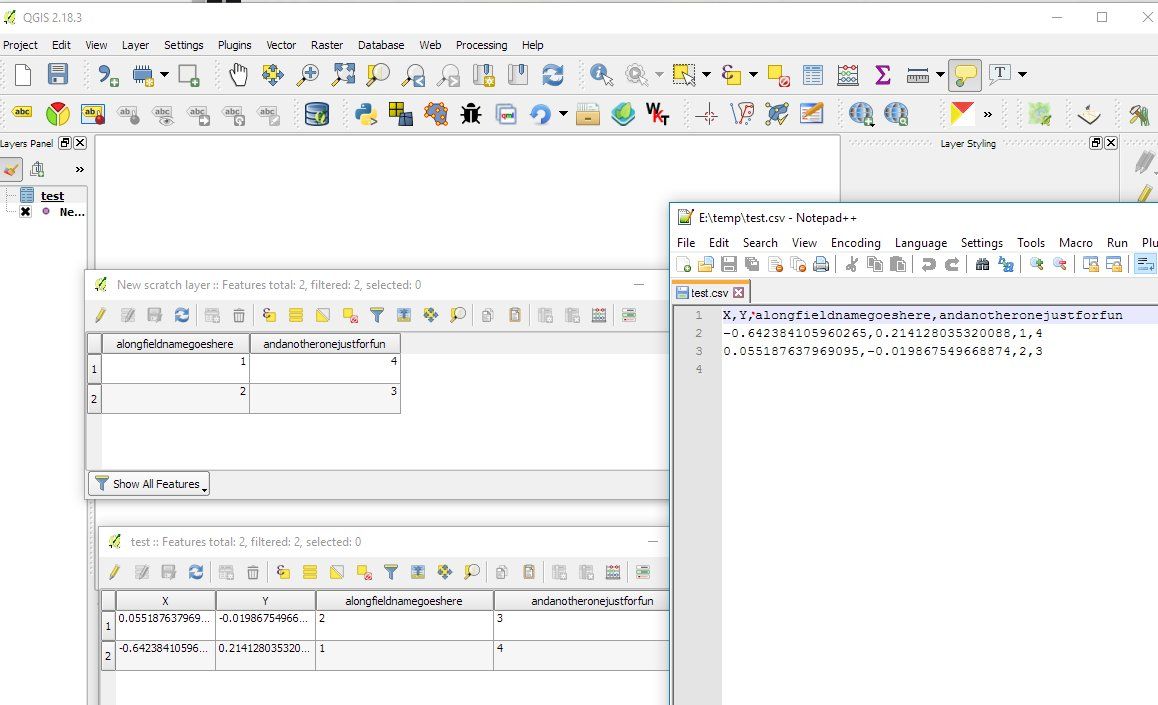 QGIS 2.18.3
Project Edit View Layer Settings Plugins Vector Raster Database Web Processing Help
abc
Layers Panel
Layer Styling
test
Ne...
E:\temp\test.csv - Notepad++
File Edit Search View Encoding Language Settings Tools Macro Run Plu
test.csv
1 X,Y,alongfieldnamegoeshere,andanotheronejustforfun
2 -0.642384105960265,0.214128035320088,1,4
3 0.055187637969095,-0.019867549668874,2,3
4
New scratch layer :: Features total: 2, filtered: 2, selected: 0
alongfieldnamegoeshere andanotheronejustforfun
1 1 4
2 2 3
Show All Features
test :: Features total: 2, filtered: 2, selected: 0
X Y alongfieldnamegoeshere andanotheronejustforfun
1 0.055187637969... -0.01986754966... 2 3
2 -0.64238410596... 0.214128035320... 1 4